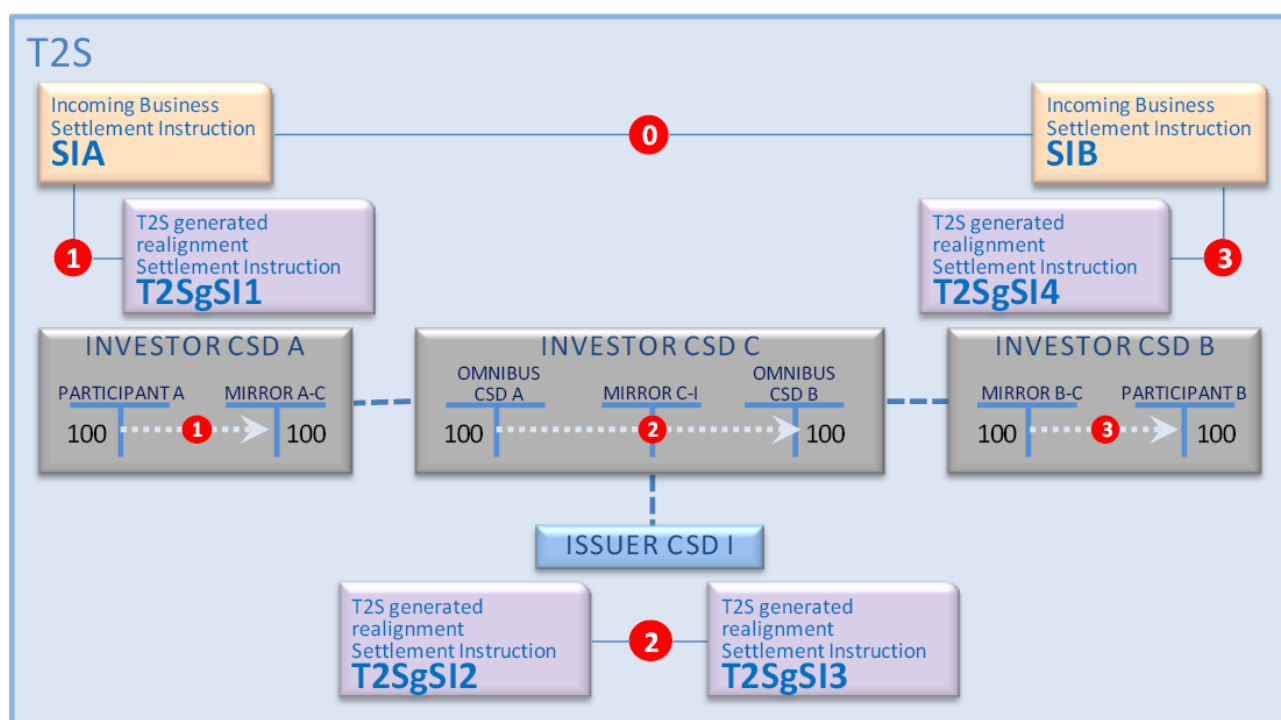 T2S
Incoming Business
Settlement Instruction
SIA
0
Incoming Business
Settlement Instruction
SIB
1
T2S generated
realignment
Settlement Instruction
T2SgSI1
T2S generated
realignment
Settlement Instruction
T2SgSI4
3
INVESTOR CSD A
PARTICIPANT A MIRROR A-C
100 1 100
INVESTOR CSD C
OMNIBUS
CSD A
MIRROR C-I
OMNIBUS
CSD B
100 2 100
INVESTOR CSD B
MIRROR B-C PARTICIPANT B
100 3 100
ISSUER CSD I
T2S generated
realignment
Settlement Instruction
T2SgSI2
2
T2S generated
realignment
Settlement Instruction
T2SgSI3